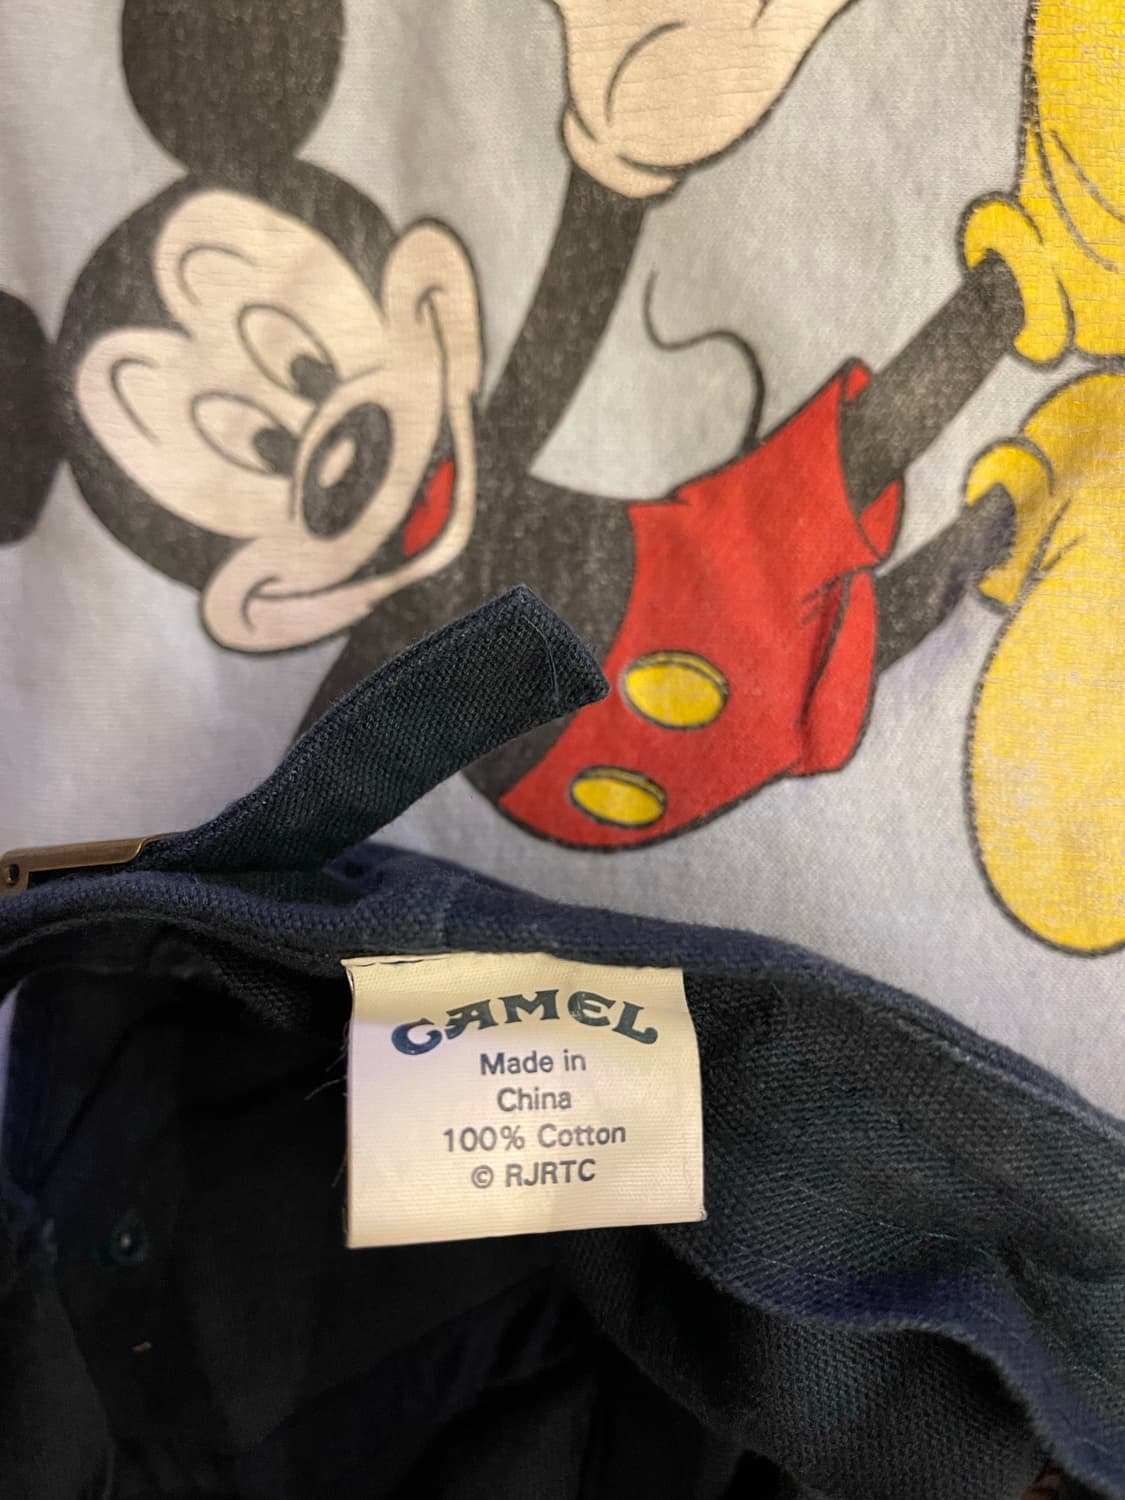 CAMEL
Made in
China
100% Cotton
© RJRTC